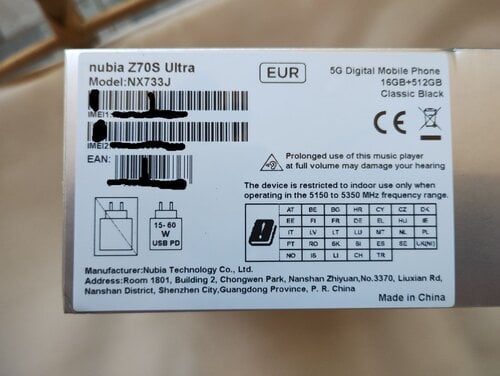 nubia Z70S Ultra
Model:NX733J
EUR
5G Digital Mobile Phone
16GB+512GB
Classic Black
IMEI1:
IMEI2:
EAN:
CE
Prolonged use of this music player
at full volume may damage your hearing
The device is restricted to indoor use only when
operating in the 5150 to 5350 MHz frequency range.
15-60
W
USB PD
AT BE BG HR CY CZ DK
EE FI FR DE EL HU IE
IT LV LT LU MT NL PL
PT RO SK SI ES SE UK(NI)
NO IS LI CH TR
Manufacturer:Nubia Technology Co., Ltd.
Address:Room 1801, Building 2, Chongwen Park, Nanshan Zhiyuan,No.3370, Liuxian Rd,
Nanshan District, Shenzhen City,Guangdong Province, P. R. China
Made in China